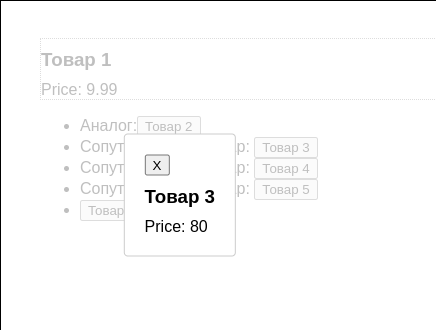 Товар 1
Price: 9.99
Аналог: Товар 2
Сопут р: Товар 3
Сопут р: Товар 4
Сопут р: Товар 5
Товар
X
Товар 3
Price: 80